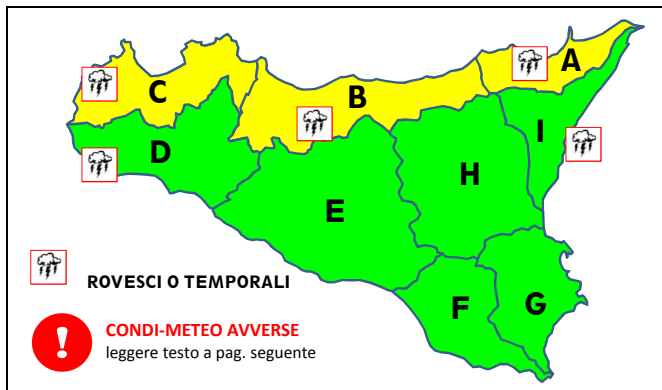 A
C
B
I
D
H
E
ROVESCI O TEMPORALI
F
G
! CONDI-METEO AVVERSE
leggere testo a pag. seguente